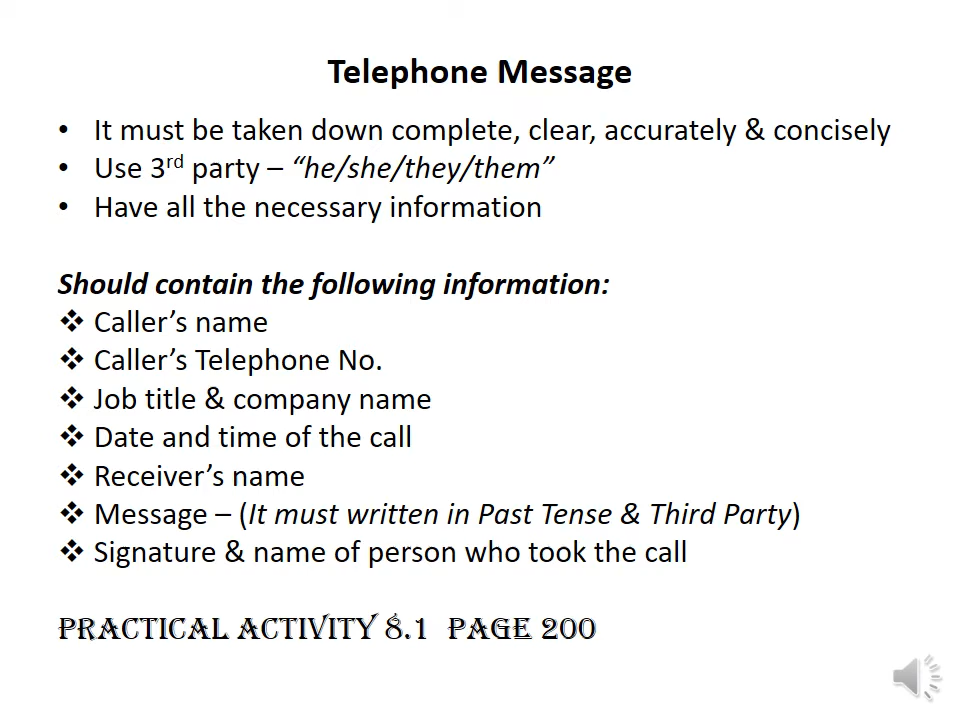 Telephone Message
• It must be taken down complete, clear, accurately & concisely
• Use 3rd party – “he/she/they/them”
• Have all the necessary information
Should contain the following information:
❖ Caller’s name
❖ Caller’s Telephone No.
❖ Job title & company name
❖ Date and time of the call
❖ Receiver’s name
❖ Message – (It must written in Past Tense & Third Party)
❖ Signature & name of person who took the call
PRACTICAL ACTIVITY 8.1 PAGE 200